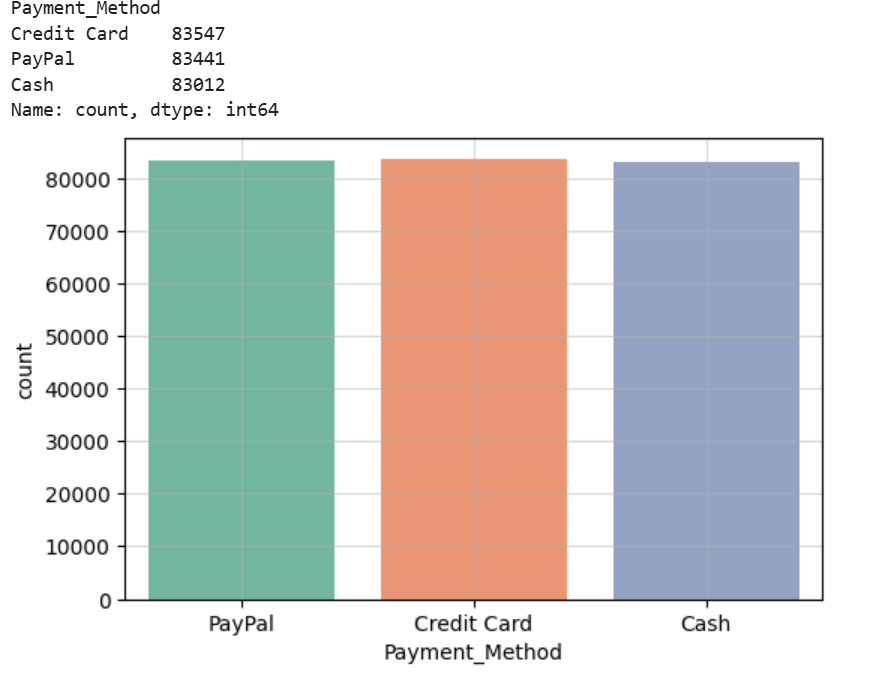 Payment_Method
Credit Card    83547
PayPal         83441
Cash           83012
Name: count, dtype: int64
80000
70000
60000
50000
40000
30000
20000
10000
0
count
PayPal Credit Card Cash
Payment_Method